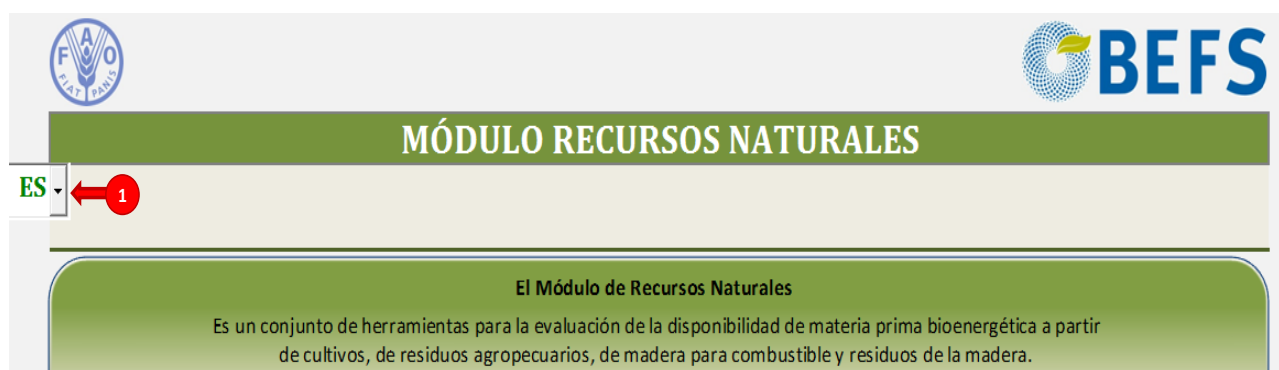 FAO
FIAT PANIS
BEFS
MÓDULO RECURSOS NATURALES
ES
1
El Módulo de Recursos Naturales
Es un conjunto de herramientas para la evaluación de la disponibilidad de materia prima bioenergética a partir
de cultivos, de residuos agropecuarios, de madera para combustible y residuos de la madera.